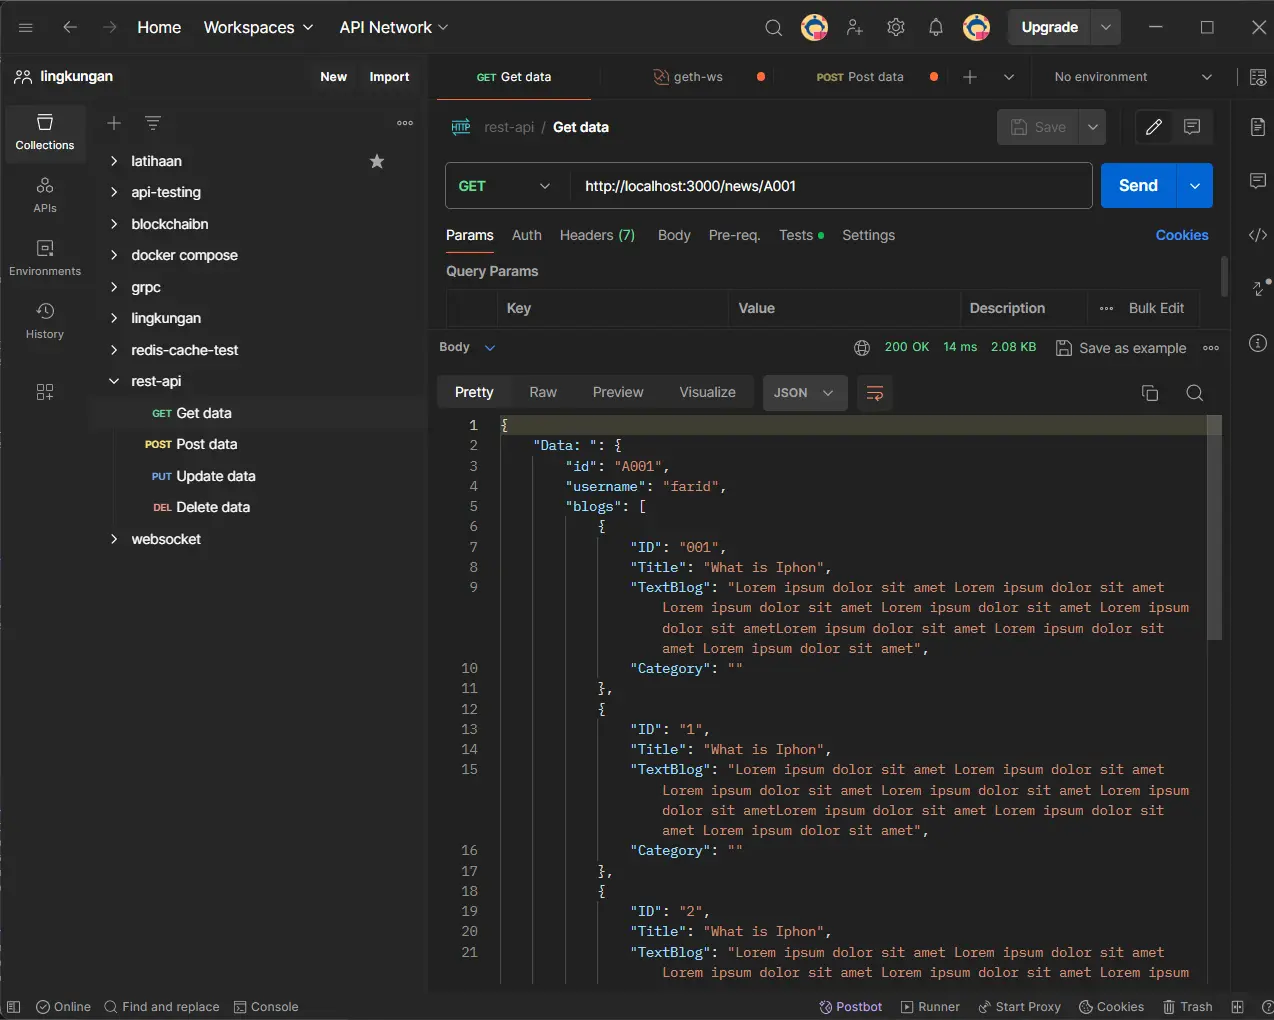 Home Workspaces API Network Upgrade
lingkungan New Import GET Get data geth-ws POST Post data No environment
Collections
APIs
Environments
History
latihaan
api-testing
blockchaibn
docker compose
grpc
lingkungan
redis-cache-test
rest-api
GET Get data
POST Post data
PUT Update data
DEL Delete data
websocket
HTTP rest-api / Get data Save
GET http://localhost:3000/news/A001 Send
Params Auth Headers (7) Body Pre-req. Tests Settings Cookies
Query Params
Key Value Description Bulk Edit
Body 200 OK 14 ms 2.08 KB Save as example
Pretty Raw Preview Visualize JSON
1 {
2 "Data: ": {
3 "id": "A001",
4 "username": "farid",
5 "blogs": [
6 {
7 "ID": "001",
8 "Title": "What is Iphon",
9 "TextBlog": "Lorem ipsum dolor sit amet Lorem ipsum dolor sit amet
Lorem ipsum dolor sit amet Lorem ipsum dolor sit amet Lorem ipsum
dolor sit ametLorem ipsum dolor sit amet Lorem ipsum dolor sit
amet Lorem ipsum dolor sit amet",
10 "Category": ""
11 },
12 {
13 "ID": "1",
14 "Title": "What is Iphon",
15 "TextBlog": "Lorem ipsum dolor sit amet Lorem ipsum dolor sit amet
Lorem ipsum dolor sit amet Lorem ipsum dolor sit amet Lorem ipsum
dolor sit ametLorem ipsum dolor sit amet Lorem ipsum dolor sit
amet Lorem ipsum dolor sit amet",
16 "Category": ""
17 },
18 {
19 "ID": "2",
20 "Title": "What is Iphon",
21 "TextBlog": "Lorem ipsum dolor sit amet Lorem ipsum dolor sit amet
Lorem ipsum dolor sit amet Lorem ipsum dolor sit amet Lorem ipsum
Online Find and replace Console Postbot Runner Start Proxy Cookies Trash